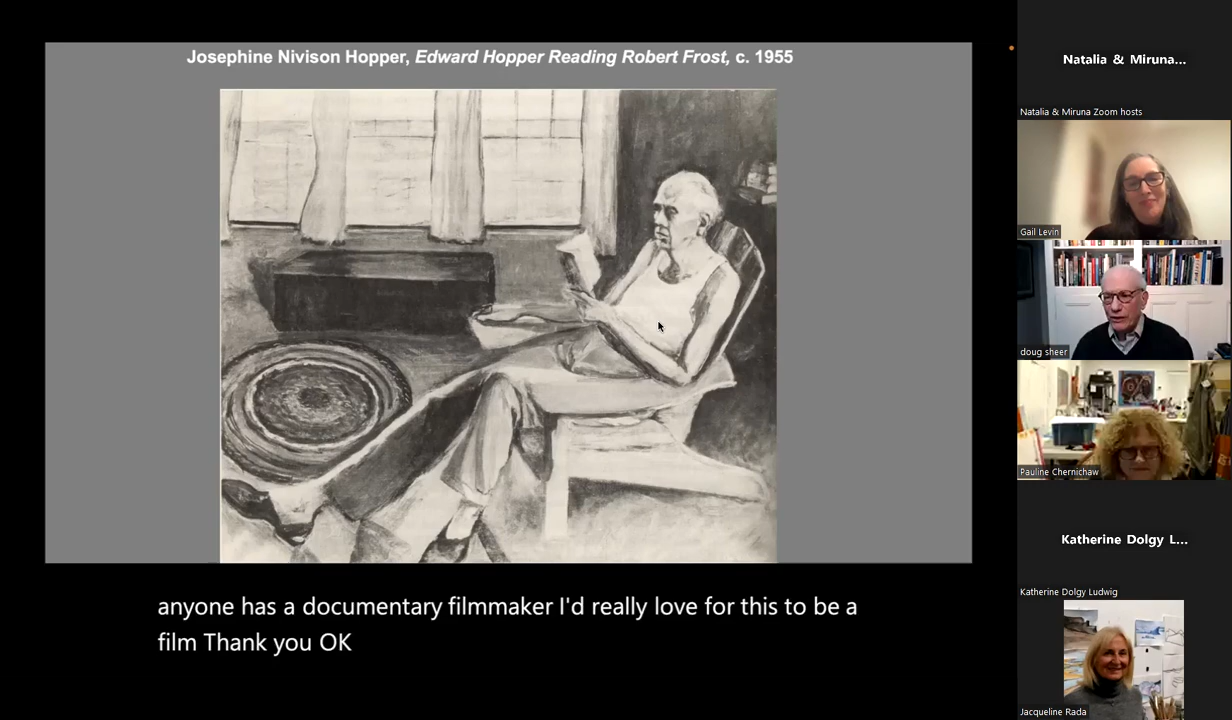 Josephine Nivison Hopper, Edward Hopper Reading Robert Frost, c. 1955
anyone has a documentary filmmaker I'd really love for this to be a
film Thank you OK
Natalia & Miruna...
Natalia & Miruna Zoom hosts
Gail Levin
doug sheer
Pauline Chernichaw
Katherine Dolgy L...
Katherine Dolgy Ludwig
Jacqueline Rada